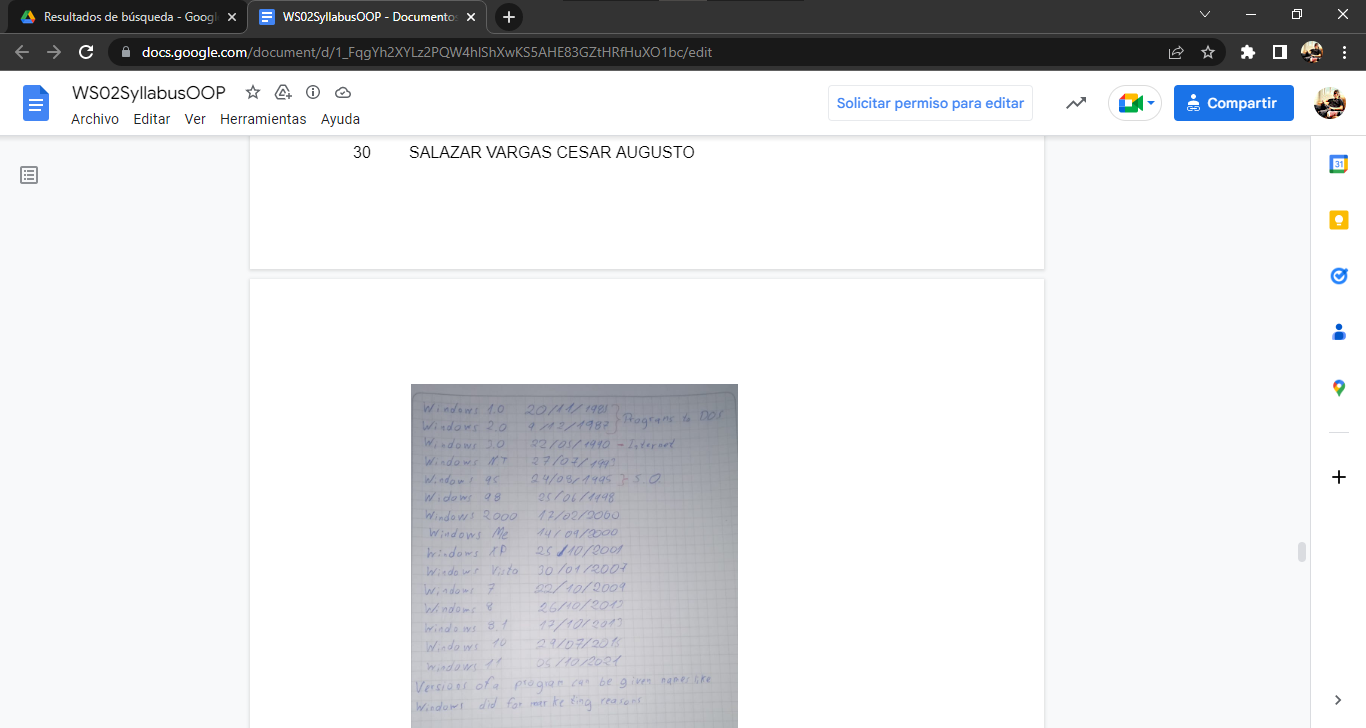 Resultados de búsqueda - Googl
WS02SyllabusOOP - Documentos
docs.google.com/document/d/1_FqgYh2XYLz2PQW4hIShXwKS5AHE83GZtHRfHuXO1bc/edit
WS02SyllabusOOP
Archivo Editar Ver Herramientas Ayuda
Solicitar permiso para editar
Compartir
31
30 SALAZAR VARGAS CESAR AUGUSTO
Windows 1.0 20/11/1985 } Programs to DOS
Windows 2.0 9/12/1987
Windows 3.0 22/05/1990 - Internet
Windows NT 27/07/1993
Windows 95 24/08/1995 } S.O.
Widows 98 25/06/1998
Windows 2000 17/02/2000
Windows Me 14/09/2000
Windows XP 25/10/2001
Windows Vista 30/01/2007
Windows 7 22/10/2009
Windows 8 26/10/2012
Windows 8.1 17/10/2013
Windows 10 29/07/2015
Windows 11 05/10/2021
Versions of a program can be given names like
Windows did for marketing reasons